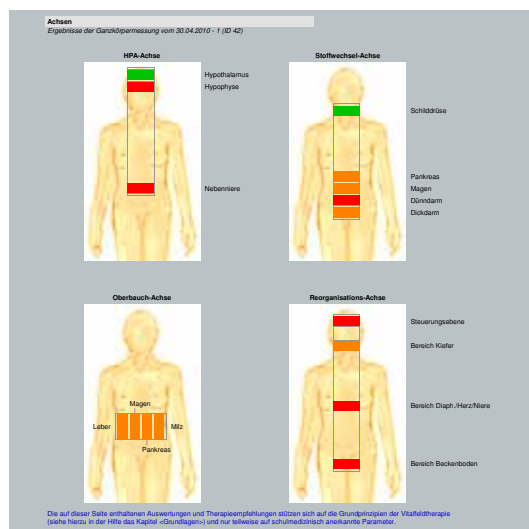 Achsen
Ergebnisse der Ganzkörpermessung vom 30.04.2010 - 1 (ID 42)
HPA-Achse
Hypothalamus
Hypophyse
Nebenniere
Stoffwechsel-Achse
Schilddrüse
Pankreas
Magen
Dünndarm
Dickdarm
Oberbauch-Achse
Magen
Leber
Milz
Pankreas
Reorganisations-Achse
Steuerungsebene
Bereich Kiefer
Bereich Diaph./Herz/Niere
Bereich Beckenboden
Die auf dieser Seite enthaltenen Auswertungen und Therapieempfehlungen stützen sich auf die Grundprinzipien der Vitalfeldtherapie
(siehe hierzu in der Hilfe das Kapitel <Grundlagen>) und nur teilweise auf schulmedizinisch anerkannte Parameter.